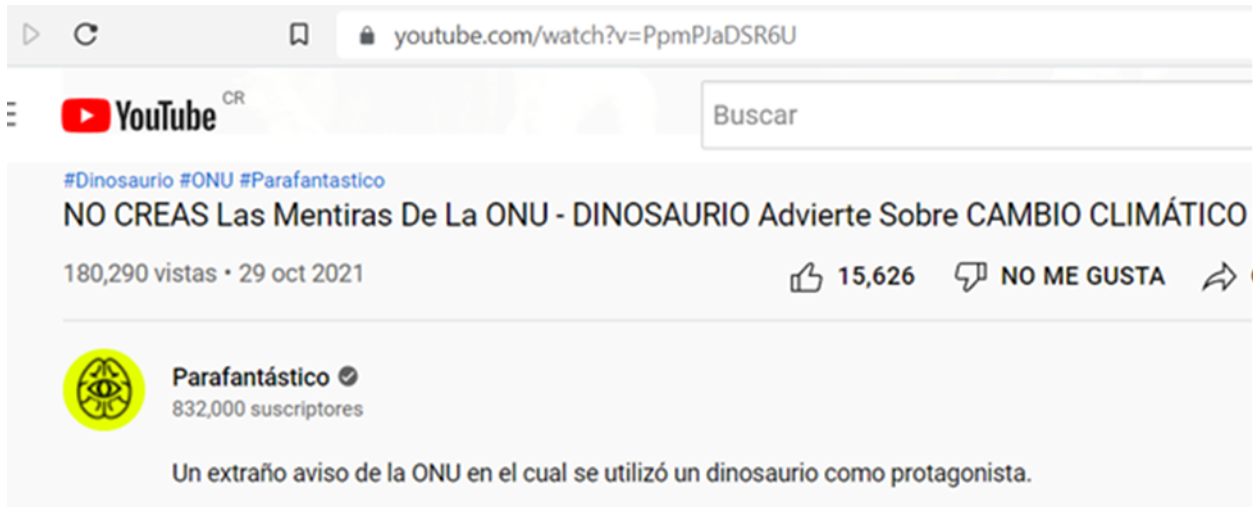 youtube.com/watch?v=PpmPJaDSR6U
YouTube CR
Buscar
#Dinosaurio #ONU #Parafantastico
NO CREAS Las Mentiras De La ONU - DINOSAURIO Advierte Sobre CAMBIO CLIMÁTICO
180,290 vistas • 29 oct 2021
15,626 NO ME GUSTA
Parafantástico
832,000 suscriptores
Un extraño aviso de la ONU en el cual se utilizó un dinosaurio como protagonista.